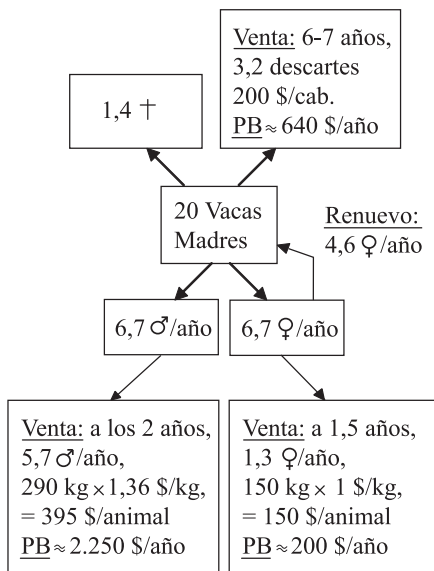 1,4 †
Venta: 6-7 años,
3,2 descartes
200 $/cab.
PB ≈ 640 $/año
20 Vacas
Madres
Renuevo:
4,6 ♀/año
6,7 ♂/año
6,7 ♀/año
Venta: a los 2 años,
5,7 ♂/año,
290 kg × 1,36 $/kg,
= 395 $/animal
PB ≈ 2.250 $/año
Venta: a 1,5 años,
1,3 ♀/año,
150 kg × 1 $/kg,
= 150 $/animal
PB ≈ 200 $/año